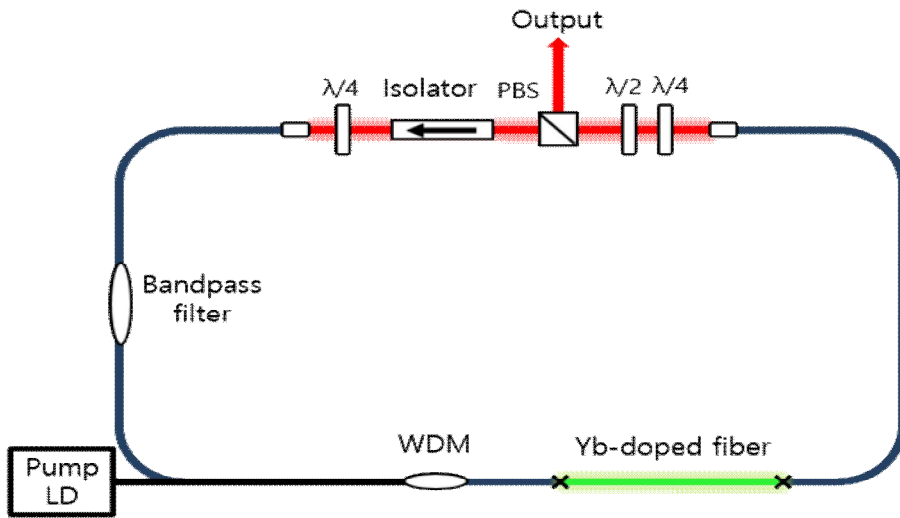 Output
λ/4
Isolator
PBS
λ/2
λ/4
Bandpass
filter
WDM
Yb-doped fiber
Pump
LD